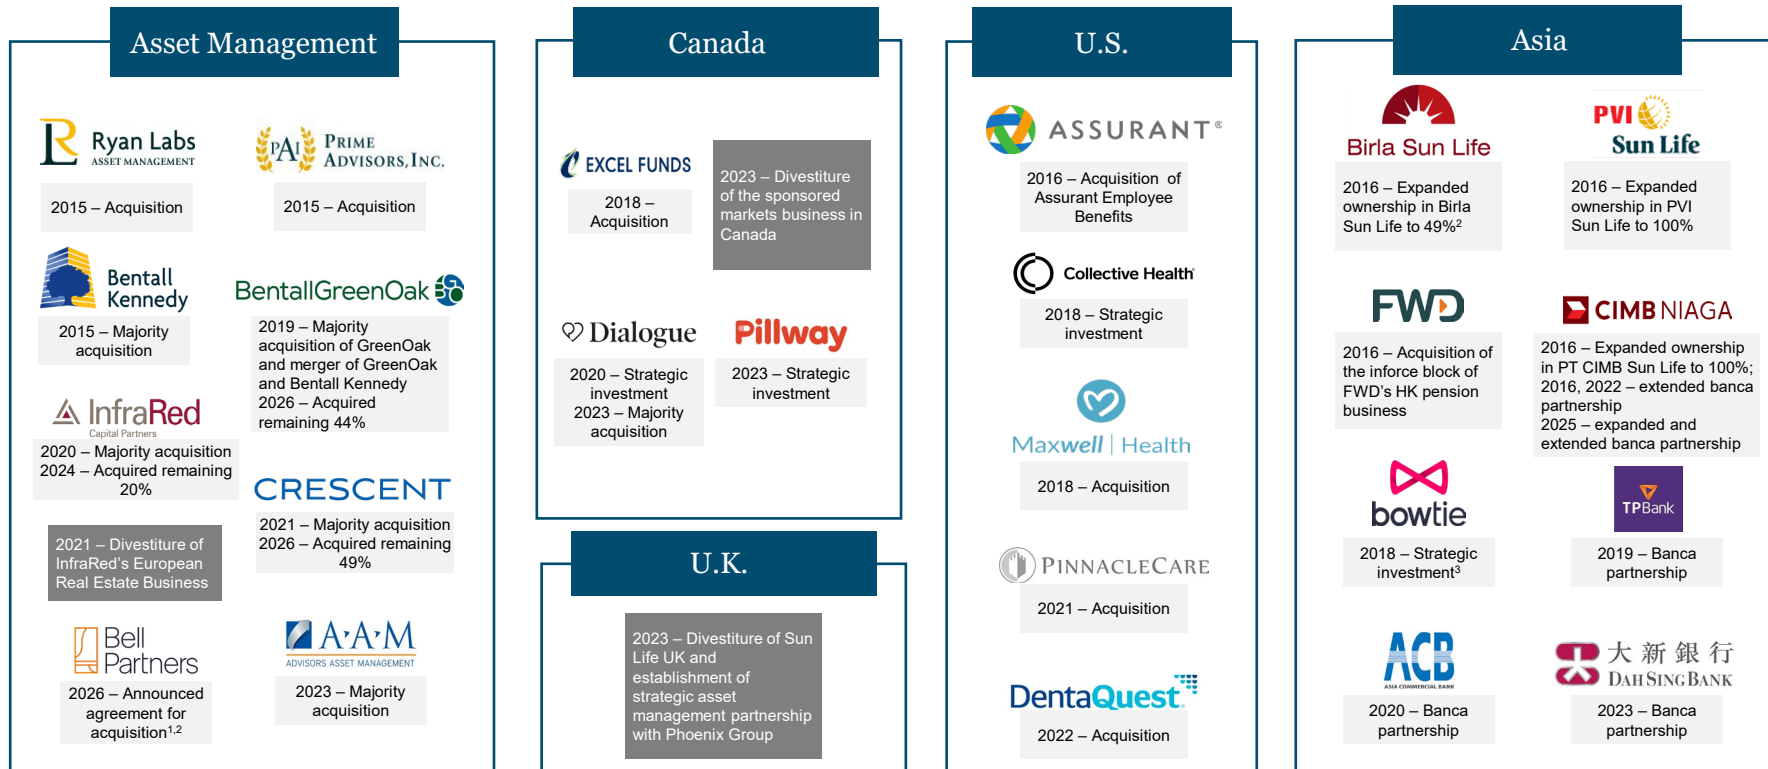 Asset Management
Ryan Labs
ASSET MANAGEMENT
2015 – Acquisition
PAI PRIME
ADVISORS, INC.
2015 – Acquisition
Bentall
Kennedy
2015 – Majority
acquisition
BentallGreenOak
2019 – Majority
acquisition of GreenOak
and merger of GreenOak
and Bentall Kennedy
2026 – Acquired
remaining 44%
InfraRed
Capital Partners
2020 – Majority acquisition
2024 – Acquired remaining
20%
CRESCENT
2021 – Majority acquisition
2026 – Acquired remaining
49%
2021 – Divestiture of
InfraRed's European
Real Estate Business
Bell
Partners
2026 – Announced
agreement for
acquisition1,2
A·A·M
ADVISORS ASSET MANAGEMENT
2023 – Majority
acquisition
Canada
EXCEL FUNDS
2018 –
Acquisition
2023 – Divestiture
of the sponsored
markets business in
Canada
Dialogue
2020 – Strategic
investment
2023 – Majority
acquisition
Pillway
2023 – Strategic
investment
U.K.
2023 – Divestiture of Sun
Life UK and
establishment of
strategic asset
management partnership
with Phoenix Group
U.S.
ASSURANT®
2016 – Acquisition of
Assurant Employee
Benefits
Collective Health
2018 – Strategic
investment
Maxwell | Health
2018 – Acquisition
PINNACLECARE
2021 – Acquisition
DentaQuest
2022 – Acquisition
Asia
Birla Sun Life
2016 – Expanded
ownership in Birla
Sun Life to 49%2
PVI
Sun Life
2016 – Expanded
ownership in PVI
Sun Life to 100%
FWD
2016 – Acquisition of
the inforce block of
FWD's HK pension
business
CIMB NIAGA
2016 – Expanded ownership
in PT CIMB Sun Life to 100%;
2016, 2022 – extended banca
partnership
2025 – expanded and
extended banca partnership
bowtie
2018 – Strategic
investment3
TPBank
2019 – Banca
partnership
ACB
ASIA COMMERCIAL BANK
2020 – Banca
partnership
大新銀行
DAH SING BANK
2023 – Banca
partnership